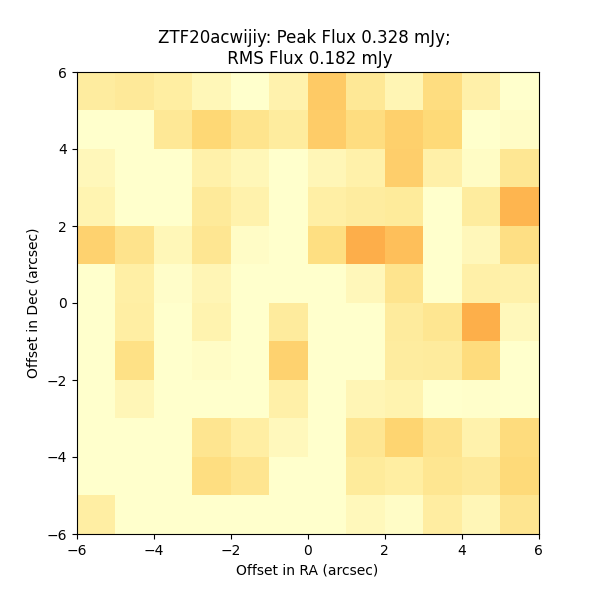 ZTF20acwijiy: Peak Flux 0.328 mJy;
RMS Flux 0.182 mJy
6
4
2
0
−2
−4
−6
Offset in Dec (arcsec)
−6 −4 −2 0 2 4 6
Offset in RA (arcsec)